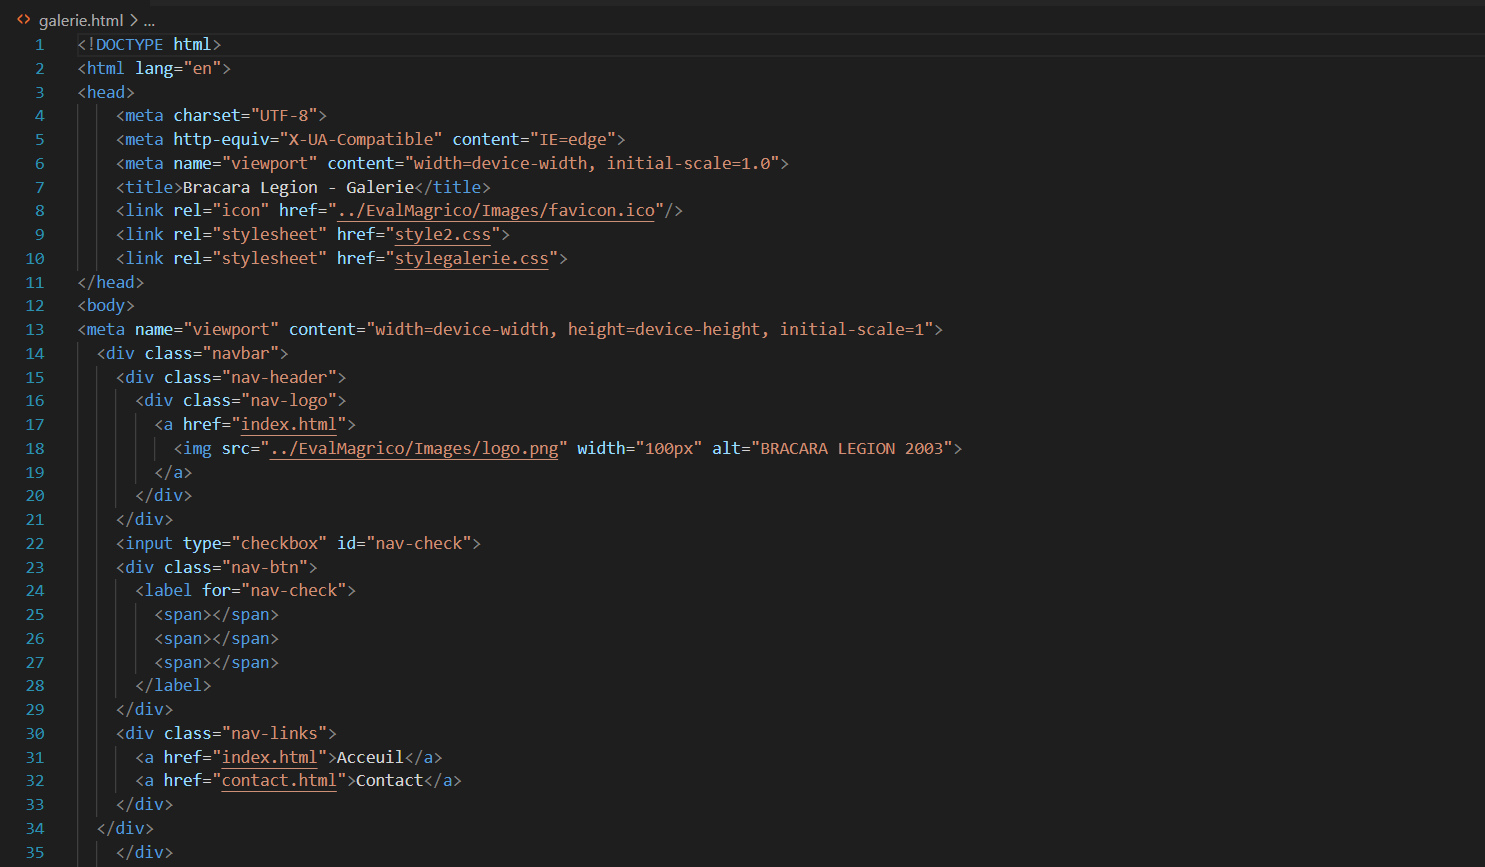 galerie.html > ...
1 <!DOCTYPE html>
2 <html lang="en">
3 <head>
4 <meta charset="UTF-8">
5 <meta http-equiv="X-UA-Compatible" content="IE=edge">
6 <meta name="viewport" content="width=device-width, initial-scale=1.0">
7 <title>Bracara Legion - Galerie</title>
8 <link rel="icon" href="../EvalMagrico/Images/favicon.ico"/>
9 <link rel="stylesheet" href="style2.css">
10 <link rel="stylesheet" href="stylegalerie.css">
11 </head>
12 <body>
13 <meta name="viewport" content="width=device-width, height=device-height, initial-scale=1">
14 <div class="navbar">
15 <div class="nav-header">
16 <div class="nav-logo">
17 <a href="index.html">
18 <img src="../EvalMagrico/Images/logo.png" width="100px" alt="BRACARA LEGION 2003">
19 </a>
20 </div>
21 </div>
22 <input type="checkbox" id="nav-check">
23 <div class="nav-btn">
24 <label for="nav-check">
25 <span></span>
26 <span></span>
27 <span></span>
28 </label>
29 </div>
30 <div class="nav-links">
31 <a href="index.html">Acceuil</a>
32 <a href="contact.html">Contact</a>
33 </div>
34 </div>
35 </div>